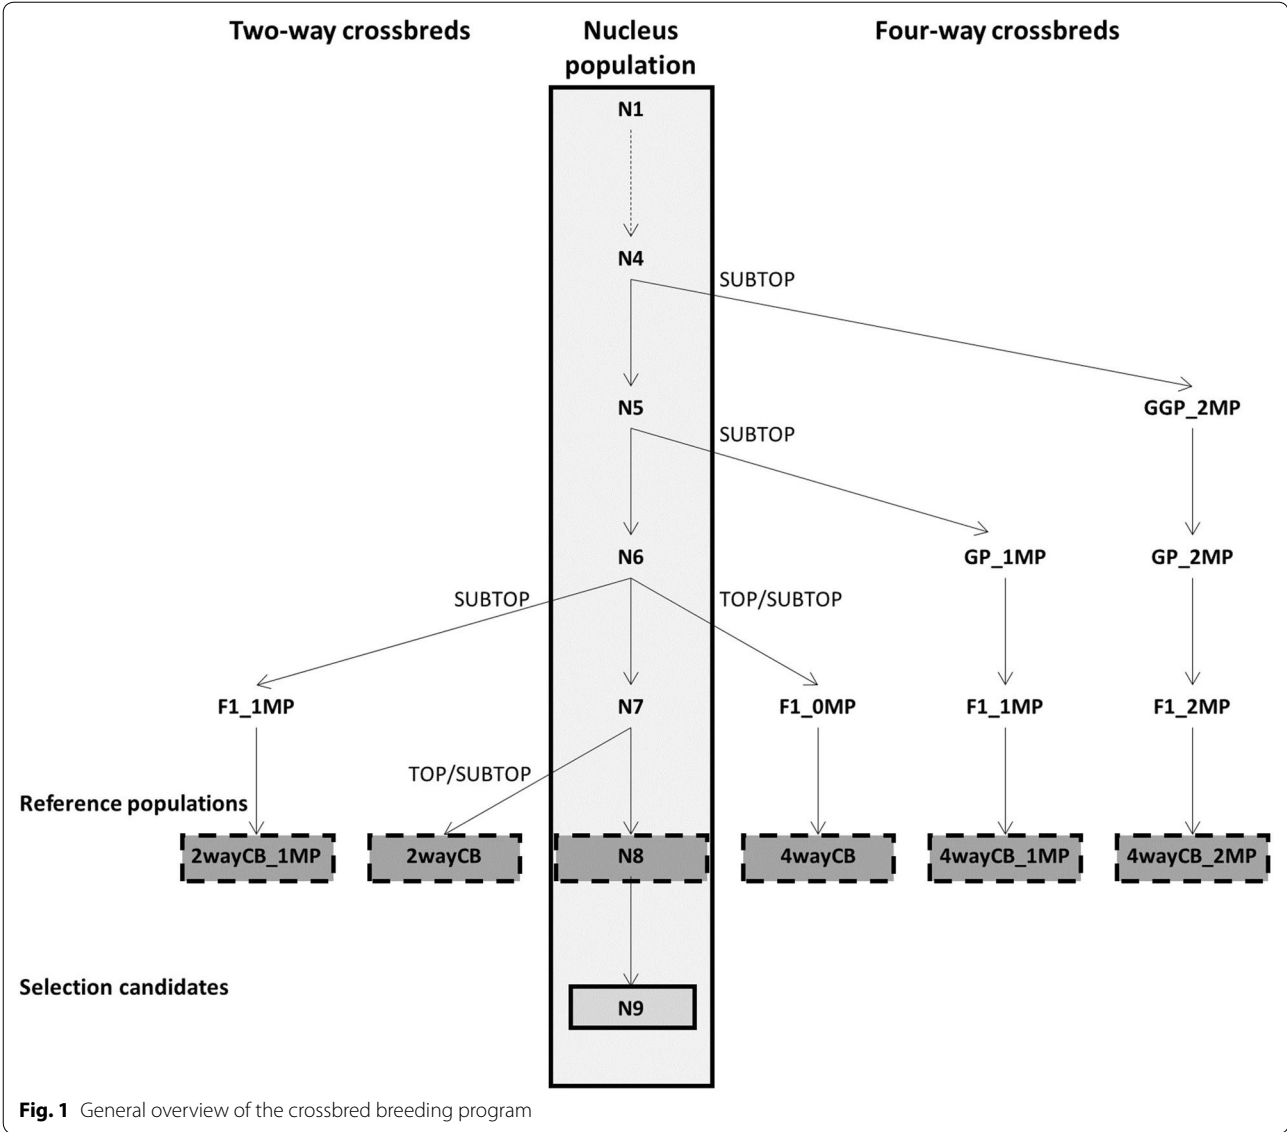 Two-way crossbreds
Nucleus
population
Four-way crossbreds
N1
N4
SUBTOP
N5
GGP_2MP
SUBTOP
N6
GP_1MP
GP_2MP
SUBTOP
TOP/SUBTOP
F1_1MP
N7
F1_0MP
F1_1MP
F1_2MP
TOP/SUBTOP
Reference populations
2wayCB_1MP
2wayCB
N8
4wayCB
4wayCB_1MP
4wayCB_2MP
Selection candidates
N9
Fig. 1 General overview of the crossbred breeding program